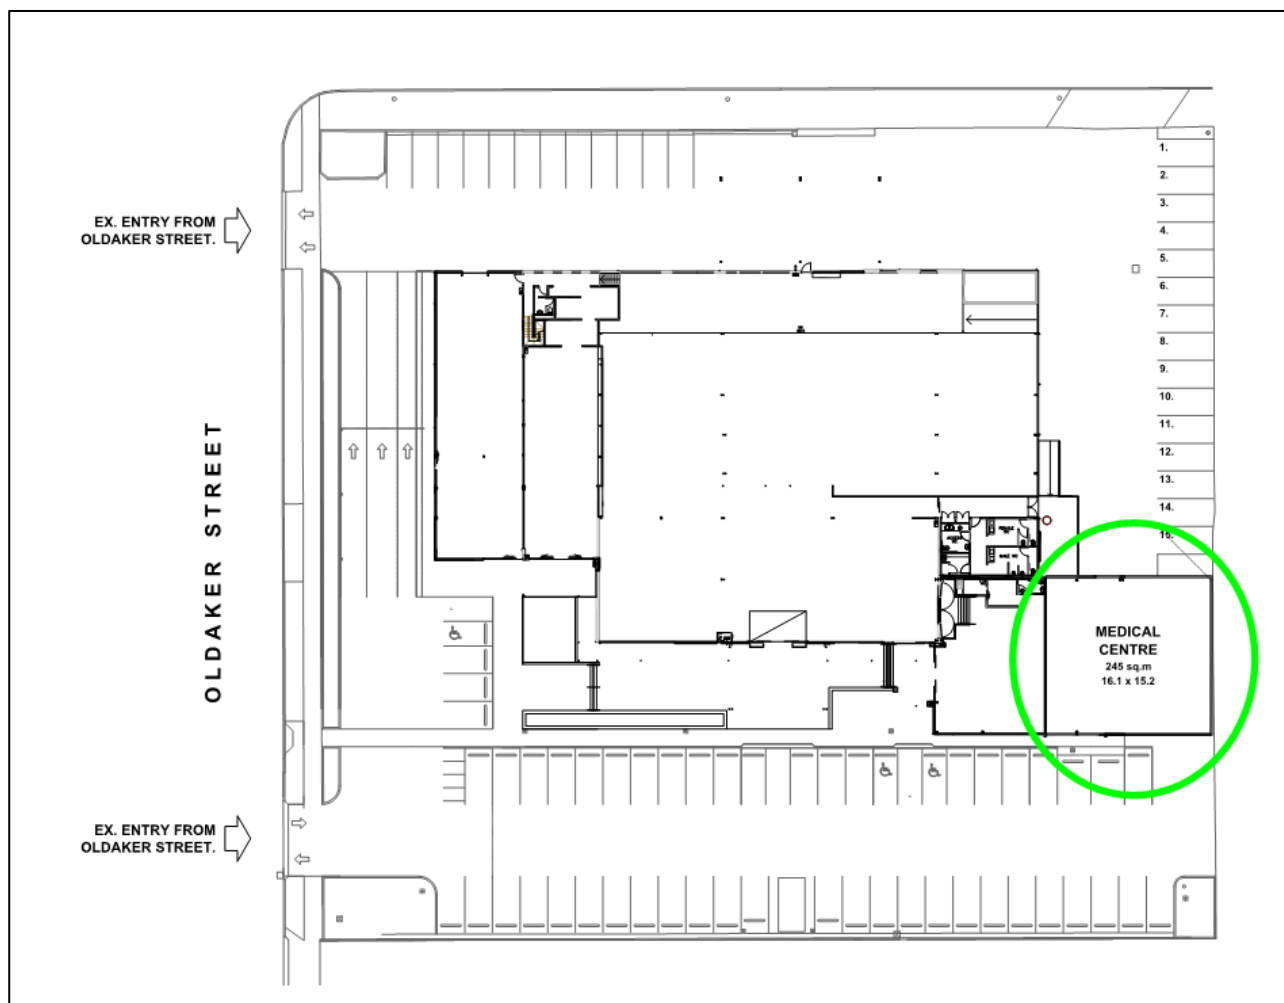 1.
2.
3.
4.
EX. ENTRY FROM
OLDAKER STREET.
5.
6.
7.
8.
9.
10.
11.
12.
13.
14.
15.
OLDAKER STREET
MEDICAL
CENTRE
245 sq.m
16.1 x 15.2
EX. ENTRY FROM
OLDAKER STREET.